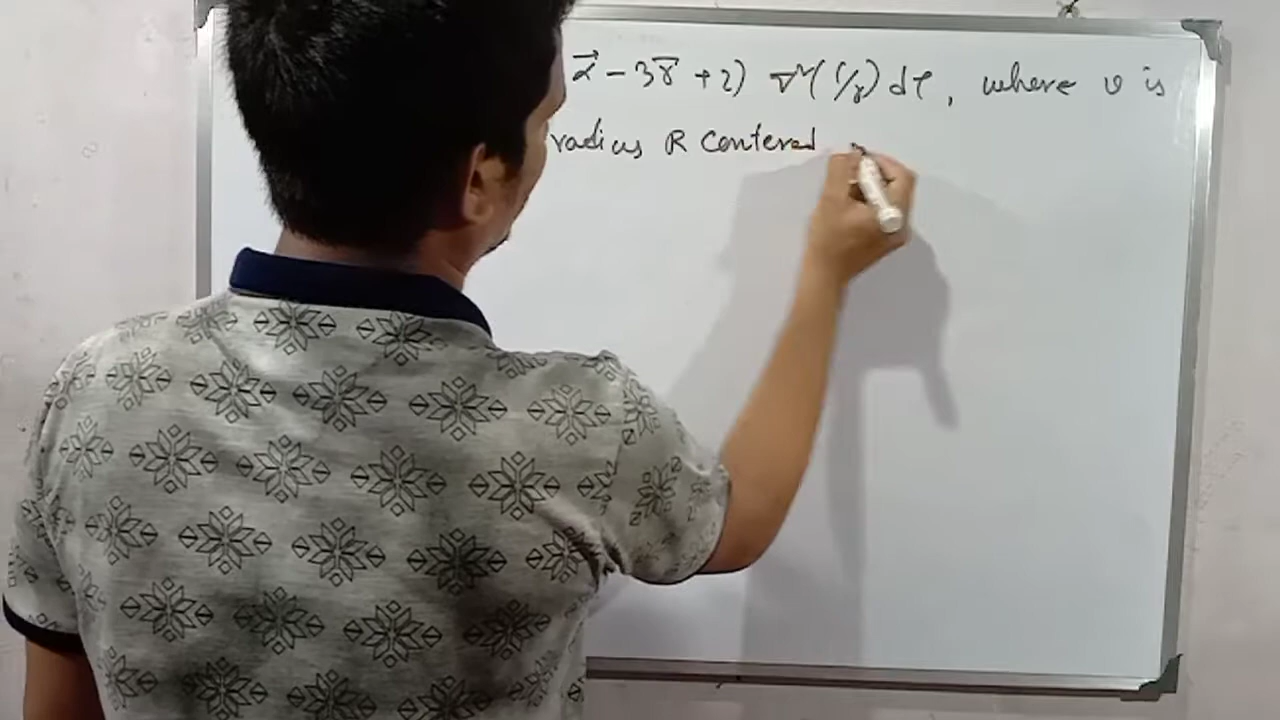 - 3r̅ + 2) ∇²(1/r) dτ, where v is
radius R centered